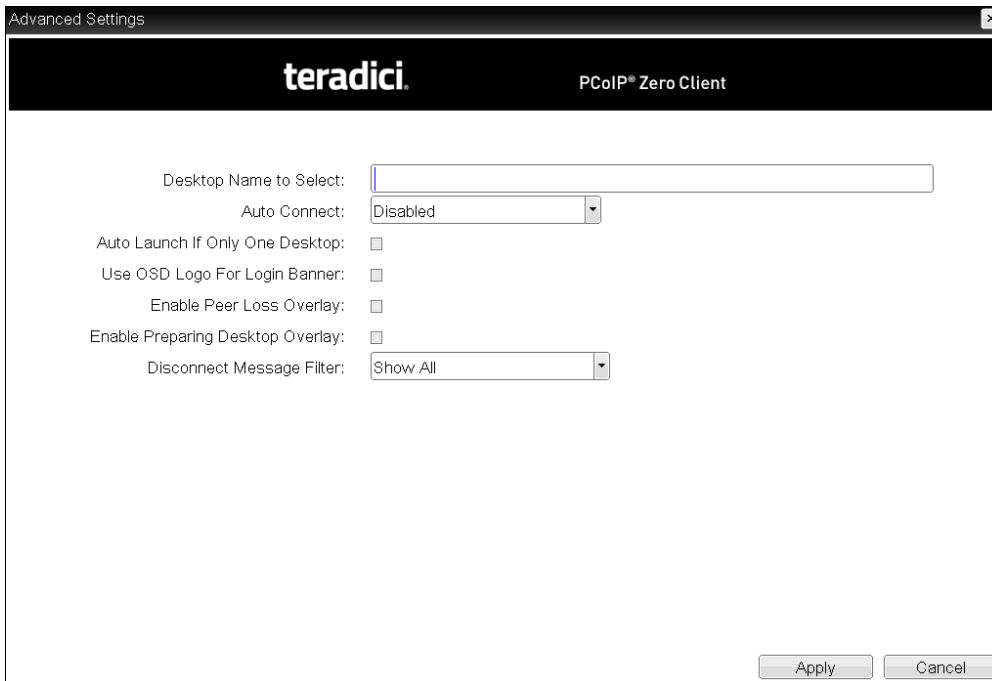 Advanced Settings
teradici. PCoIP® Zero Client
Desktop Name to Select:
Auto Connect: Disabled
Auto Launch If Only One Desktop:
Use OSD Logo For Login Banner:
Enable Peer Loss Overlay:
Enable Preparing Desktop Overlay:
Disconnect Message Filter: Show All
Apply Cancel